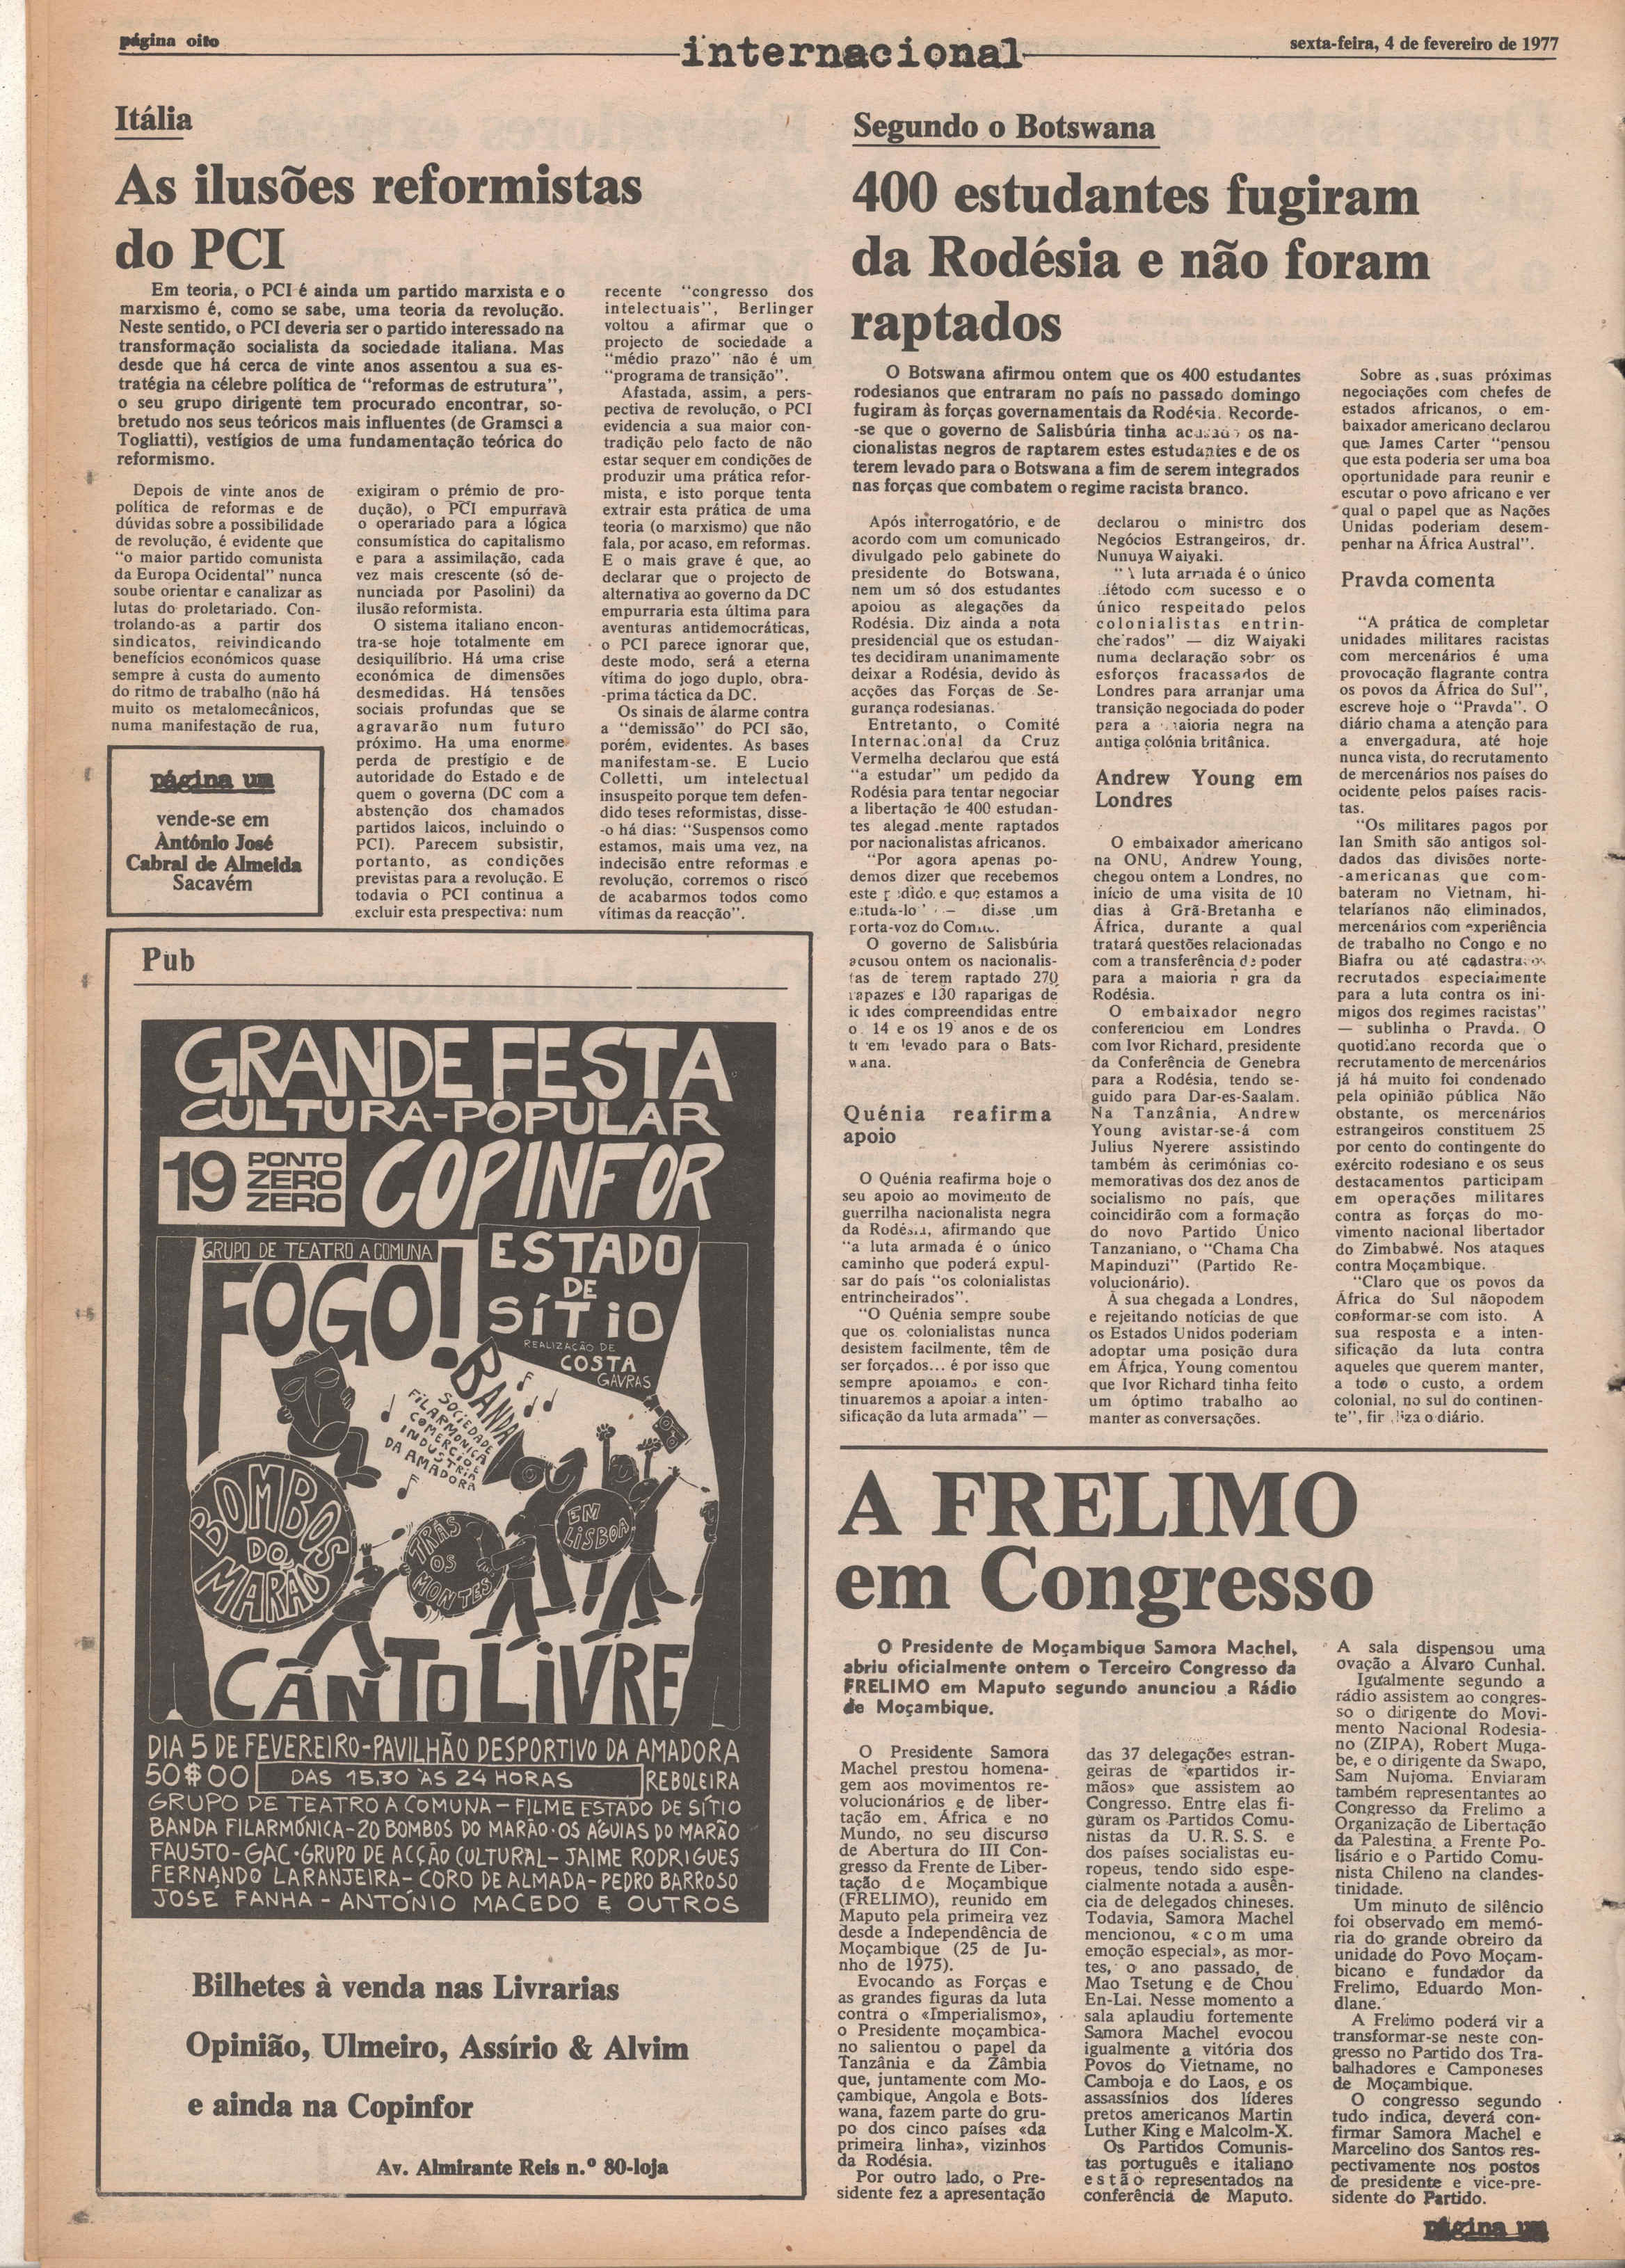 página oito
internacional
sexta-feira, 4 de fevereiro de 1977
Itália
As ilusões reformistas
do PCI
Em teoria, o PCI é ainda um partido marxista e o
marxismo é, como se sabe, uma teoria da revolução.
Neste sentido, o PCI deveria ser o partido interessado na
transformação socialista da sociedade italiana. Mas
desde que há cerca de vinte anos assentou a sua es-
tratégia na célebre política de "reformas de estrutura",
o seu grupo dirigente tem procurado encontrar, so-
bretudo nos seus teóricos mais influentes (de Gramsci a
Togliatti), vestígios de uma fundamentação teórica do
reformismo.
Depois de vinte anos de
política de reformas e de
dúvidas sobre a possibilidade
de revolução, é evidente que
"o maior partido comunista
da Europa Ocidental" nunca
soube orientar e canalizar as
lutas do proletariado. Con-
trolando-as a partir dos
sindicatos, reivindicando
benefícios económicos quase
sempre à custa do aumento
do ritmo de trabalho (não há
muito os metalomecânicos,
numa manifestação de rua,
exigiram o prémio de pro-
dução), o PCI empurrava
o operariado para a lógica
consumística do capitalismo
e para a assimilação, cada
vez mais crescente (só de-
nunciada por Pasolini) da
ilusão reformista.
O sistema italiano encon-
tra-se hoje totalmente em
desiquilíbrio. Há uma crise
económica de dimensões
desmedidas. Há tensões
sociais profundas que se
agravarão num futuro
próximo. Ha uma enorme
perda de prestígio e de
autoridade do Estado e de
quem o governa (DC com a
abstenção dos chamados
partidos laicos, incluindo o
PCI). Parecem subsistir,
portanto, as condições
previstas para a revolução. E
todavia o PCI continua a
excluir esta prespectiva: num
recente "congresso dos
intelectuais", Berlinger
voltou a afirmar que o
projecto de sociedade a
"médio prazo" não é um
"programa de transição".
Afastada, assim, a pers-
pectiva de revolução, o PCI
evidencia a sua maior con-
tradição pelo facto de não
estar sequer em condições de
produzir uma prática refor-
mista, e isto porque tenta
extrair esta prática de uma
teoria (o marxismo) que não
fala, por acaso, em reformas.
E o mais grave é que, ao
declarar que o projecto de
alternativa ao governo da DC
empurraria esta última para
aventuras antidemocráticas,
o PCI parece ignorar que,
deste modo, será a eterna
vítima do jogo duplo, obra-
-prima táctica da DC.
Os sinais de alarme contra
a "demissão" do PCI são,
porém, evidentes. As bases
manifestam-se. E Lucio
Colletti, um intelectual
insuspeito porque tem defen-
dido teses reformistas, disse-
-o há dias: "Suspensos como
estamos, mais uma vez, na
indecisão entre reformas e
revolução, corremos o risco
de acabarmos todos como
vítimas da reacção".
página um
vende-se em
António José
Cabral de Almeida
Sacavém
Pub
GRANDE FESTA
CULTURA-POPULAR
19 PONTO
ZERO
ZERO
COPINFOR
GRUPO DE TEATRO A COMUNA
FOGO!
ESTADO
DE
SÍTIO
REALIZAÇÃO DE
COSTA
GAVRAS
BANDA
SOCIEDADE
FILARMONICA
COMERCIO E
INDUSTRIA
DA AMADORA
BOMBOS
DO
MARÃO
TRAS
OS
MONTES
EM
LISBOA
CANTO LIVRE
DIA 5 DE FEVEREIRO-PAVILHÃO DESPORTIVO DA AMADORA
50$00 DAS 15,30 ÀS 24 HORAS REBOLEIRA
GRUPO DE TEATRO A COMUNA - FILME ESTADO DE SÍTIO
BANDA FILARMÓNICA-20 BOMBOS DO MARÃO·OS AGUIAS DO MARÃO
FAUSTO-GAC·GRUPO DE ACÇÃO CULTURAL-JAIME RODRIGUES
FERNANDO LARANJEIRA-CORO DE ALMADA-PEDRO BARROSO
JOSÉ FANHA - ANTÓNIO MACEDO E OUTROS
Bilhetes à venda nas Livrarias
Opinião, Ulmeiro, Assírio & Alvim
e ainda na Copinfor
Av. Almirante Reis n.º 80-loja
Segundo o Botswana
400 estudantes fugiram
da Rodésia e não foram
raptados
O Botswana afirmou ontem que os 400 estudantes
rodesianos que entraram no país no passado domingo
fugiram às forças governamentais da Rodésia. Recorde-
-se que o governo de Salisbúria tinha acusado os na-
cionalistas negros de raptarem estes estudantes e de os
terem levado para o Botswana a fim de serem integrados
nas forças que combatem o regime racista branco.
Após interrogatório, e de
acordo com um comunicado
divulgado pelo gabinete do
presidente do Botswana,
nem um só dos estudantes
apoiou as alegações da
Rodésia. Diz ainda a nota
presidencial que os estudan-
tes decidiram unanimamente
deixar a Rodésia, devido às
acções das Forças de Se-
gurança rodesianas.
Entretanto, o Comité
Internacional da Cruz
Vermelha declarou que está
"a estudar" um pedido da
Rodésia para tentar negociar
a libertação de 400 estudan-
tes alegadamente raptados
por nacionalistas africanos.
"Por agora apenas po-
demos dizer que recebemos
este pedido e que estamos a
estuda-lo" — disse um
porta-voz do Comité.
O governo de Salisbúria
acusou ontem os nacionalis-
tas de terem raptado 270
rapazes e 130 raparigas de
idades compreendidas entre
os 14 e os 19 anos e de os
terem levado para o Bats-
wana.
Quénia reafirma
apoio
O Quénia reafirma hoje o
seu apoio ao movimento de
guerrilha nacionalista negra
da Rodésia, afirmando que
"a luta armada é o único
caminho que poderá expul-
sar do país "os colonialistas
entrincheirados".
"O Quénia sempre soube
que os colonialistas nunca
desistem facilmente, têm de
ser forçados... é por isso que
sempre apoiamos e con-
tinuaremos a apoiar a inten-
sificação da luta armada" —
declarou o ministro dos
Negócios Estrangeiros, dr.
Nunuya Waiyaki.
"A luta armada é o único
método com sucesso e o
único respeitado pelos
colonialistas entrin-
cheirados" — diz Waiyaki
numa declaração sobre os
esforços fracassados de
Londres para arranjar uma
transição negociada do poder
para a maioria negra na
antiga colónia britânica.
Andrew Young em
Londres
O embaixador americano
na ONU, Andrew Young,
chegou ontem a Londres, no
início de uma visita de 10
dias à Grã-Bretanha e
África, durante a qual
tratará questões relacionadas
com a transferência de poder
para a maioria negra da
Rodésia.
O embaixador negro
conferenciou em Londres
com Ivor Richard, presidente
da Conferência de Genebra
para a Rodésia, tendo se-
guido para Dar-es-Saalam.
Na Tanzânia, Andrew
Young avistar-se-á com
Julius Nyerere assistindo
também às cerimónias co-
memorativas dos dez anos de
socialismo no país, que
coincidirão com a formação
do novo Partido Único
Tanzaniano, o "Chama Cha
Mapinduzi" (Partido Re-
volucionário).
À sua chegada a Londres,
e rejeitando notícias de que
os Estados Unidos poderiam
adoptar uma posição dura
em África, Young comentou
que Ivor Richard tinha feito
um óptimo trabalho ao
manter as conversações.
Sobre as suas próximas
negociações com chefes de
estados africanos, o em-
baixador americano declarou
que James Carter "pensou
que esta poderia ser uma boa
oportunidade para reunir e
escutar o povo africano e ver
qual o papel que as Nações
Unidas poderiam desem-
penhar na África Austral".
Pravda comenta
"A prática de completar
unidades militares racistas
com mercenários é uma
provocação flagrante contra
os povos da África do Sul",
escreve hoje o "Pravda". O
diário chama a atenção para
a envergadura, até hoje
nunca vista, do recrutamento
de mercenários nos países do
ocidente pelos países racis-
tas.
"Os militares pagos por
Ian Smith são antigos sol-
dados das divisões norte-
-americanas que com-
bateram no Vietnam, hi-
telarianos não eliminados,
mercenários com experiência
de trabalho no Congo e no
Biafra ou até cadastrados
recrutados especialmente
para a luta contra os ini-
migos dos regimes racistas"
— sublinha o Pravda. O
quotidiano recorda que o
recrutamento de mercenários
já há muito foi condenado
pela opinião pública Não
obstante, os mercenários
estrangeiros constituem 25
por cento do contingente do
exército rodesiano e os seus
destacamentos participam
em operações militares
contra as forças do mo-
vimento nacional libertador
do Zimbabwé. Nos ataques
contra Moçambique.
"Claro que os povos da
África do Sul nãopodem
conformar-se com isto. A
sua resposta e a inten-
sificação da luta contra
aqueles que querem manter,
a todo o custo, a ordem
colonial, no sul do continen-
te", finaliza o diário.
A FRELIMO
em Congresso
O Presidente de Moçambique Samora Machel,
abriu oficialmente ontem o Terceiro Congresso da
FRELIMO em Maputo segundo anunciou a Rádio
de Moçambique.
O Presidente Samora
Machel prestou homena-
gem aos movimentos re-
volucionários e de liber-
tação em África e no
Mundo, no seu discurso
de Abertura do III Con-
gresso da Frente de Liber-
tação de Moçambique
(FRELIMO), reunido em
Maputo pela primeira vez
desde a Independência de
Moçambique (25 de Ju-
nho de 1975).
Evocando as Forças e
as grandes figuras da luta
contra o «Imperialismo»,
o Presidente moçambica-
no salientou o papel da
Tanzânia e da Zâmbia
que, juntamente com Mo-
çambique, Angola e Bots-
wana, fazem parte do gru-
po dos cinco países «da
primeira linha», vizinhos
da Rodésia.
Por outro lado, o Pre-
sidente fez a apresentação
das 37 delegações estran-
geiras de «partidos ir-
mãos» que assistem ao
Congresso. Entre elas fi-
guram os Partidos Comu-
nistas da U. R. S. S. e
dos países socialistas eu-
ropeus, tendo sido espe-
cialmente notada a ausên-
cia de delegados chineses.
Todavia, Samora Machel
mencionou, «com uma
emoção especial», as mor-
tes, o ano passado, de
Mao Tsetung e de Chou
En-Lai. Nesse momento a
sala aplaudiu fortemente
Samora Machel evocou
igualmente a vitória dos
Povos do Vietname, no
Camboja e do Laos, e os
assassínios dos líderes
pretos americanos Martin
Luther King e Malcolm-X.
Os Partidos Comunis-
tas português e italiano
estão representados na
conferência de Maputo.
A sala dispensou uma
ovação a Álvaro Cunhal.
Igualmente segundo a
rádio assistem ao congres-
so o dirigente do Movi-
mento Nacional Rodesia-
no (ZIPA), Robert Muga-
be, e o dirigente da Swapo,
Sam Nujoma. Enviaram
também representantes ao
Congresso da Frelimo a
Organização de Libertação
da Palestina, a Frente Po-
lisário e o Partido Comu-
nista Chileno na clandes-
tinidade.
Um minuto de silêncio
foi observado em memó-
ria do grande obreiro da
unidade do Povo Moçam-
bicano e fundador da
Frelimo, Eduardo Mon-
dlane.
A Frelimo poderá vir a
transformar-se neste con-
gresso no Partido dos Tra-
balhadores e Camponeses
de Moçambique.
O congresso segundo
tudo indica, deverá con-
firmar Samora Machel e
Marcelino dos Santos res-
pectivamente nos postos
de presidente e vice-pre-
sidente do Partido.
página um